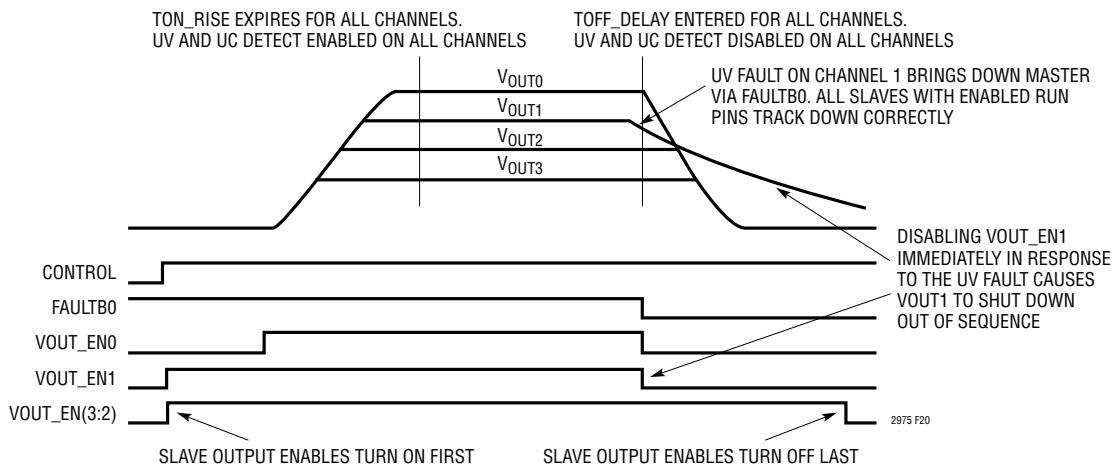 TON_RISE EXPIRES FOR ALL CHANNELS.
UV AND UC DETECT ENABLED ON ALL CHANNELS
TOFF_DELAY ENTERED FOR ALL CHANNELS.
UV AND UC DETECT DISABLED ON ALL CHANNELS
VOUT0
VOUT1
VOUT2
VOUT3
UV FAULT ON CHANNEL 1 BRINGS DOWN MASTER
VIA FAULTB0. ALL SLAVES WITH ENABLED RUN
PINS TRACK DOWN CORRECTLY
DISABLING VOUT_EN1
IMMEDIATELY IN RESPONSE
TO THE UV FAULT CAUSES
VOUT1 TO SHUT DOWN
OUT OF SEQUENCE
CONTROL
FAULTB0
VOUT_EN0
VOUT_EN1
VOUT_EN(3:2)
2975 F20
SLAVE OUTPUT ENABLES TURN ON FIRST
SLAVE OUTPUT ENABLES TURN OFF LAST